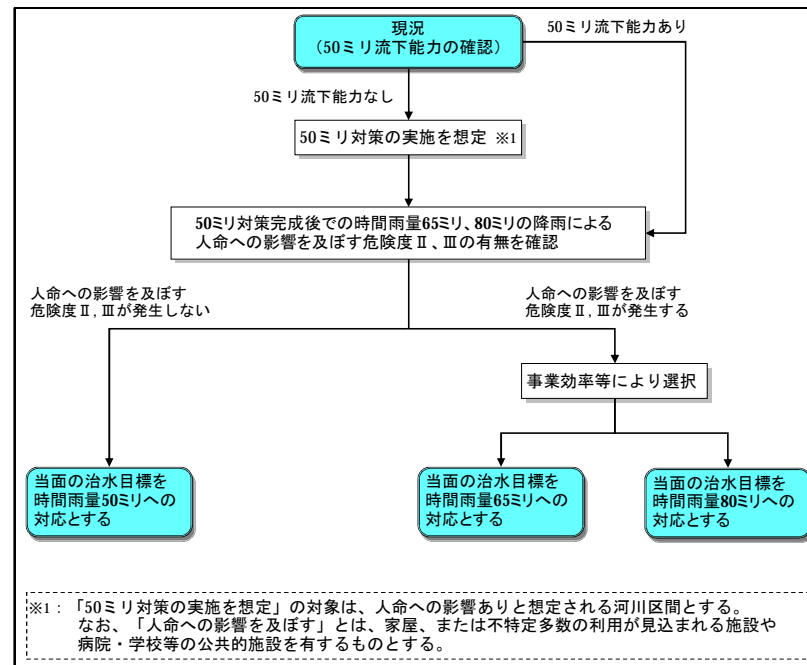 現況
(50ミリ流下能力の確認)
50ミリ流下能力あり
50ミリ流下能力なし
50ミリ対策の実施を想定 ※1
50ミリ対策完成後での時間雨量65ミリ、80ミリの降雨による
人命への影響を及ぼす危険度Ⅱ、Ⅲの有無を確認
人命への影響を及ぼす
危険度Ⅱ,Ⅲが発生しない
人命への影響を及ぼす
危険度Ⅱ,Ⅲが発生する
事業効率等により選択
当面の治水目標を
時間雨量50ミリへの
対応とする
当面の治水目標を
時間雨量65ミリへの
対応とする
当面の治水目標を
時間雨量80ミリへの
対応とする
※1:「50ミリ対策の実施を想定」の対象は、人命への影響ありと想定される河川区間とする。
なお、「人命への影響を及ぼす」とは、家屋、または不特定多数の利用が見込まれる施設や
病院・学校等の公共的施設を有するものとする。